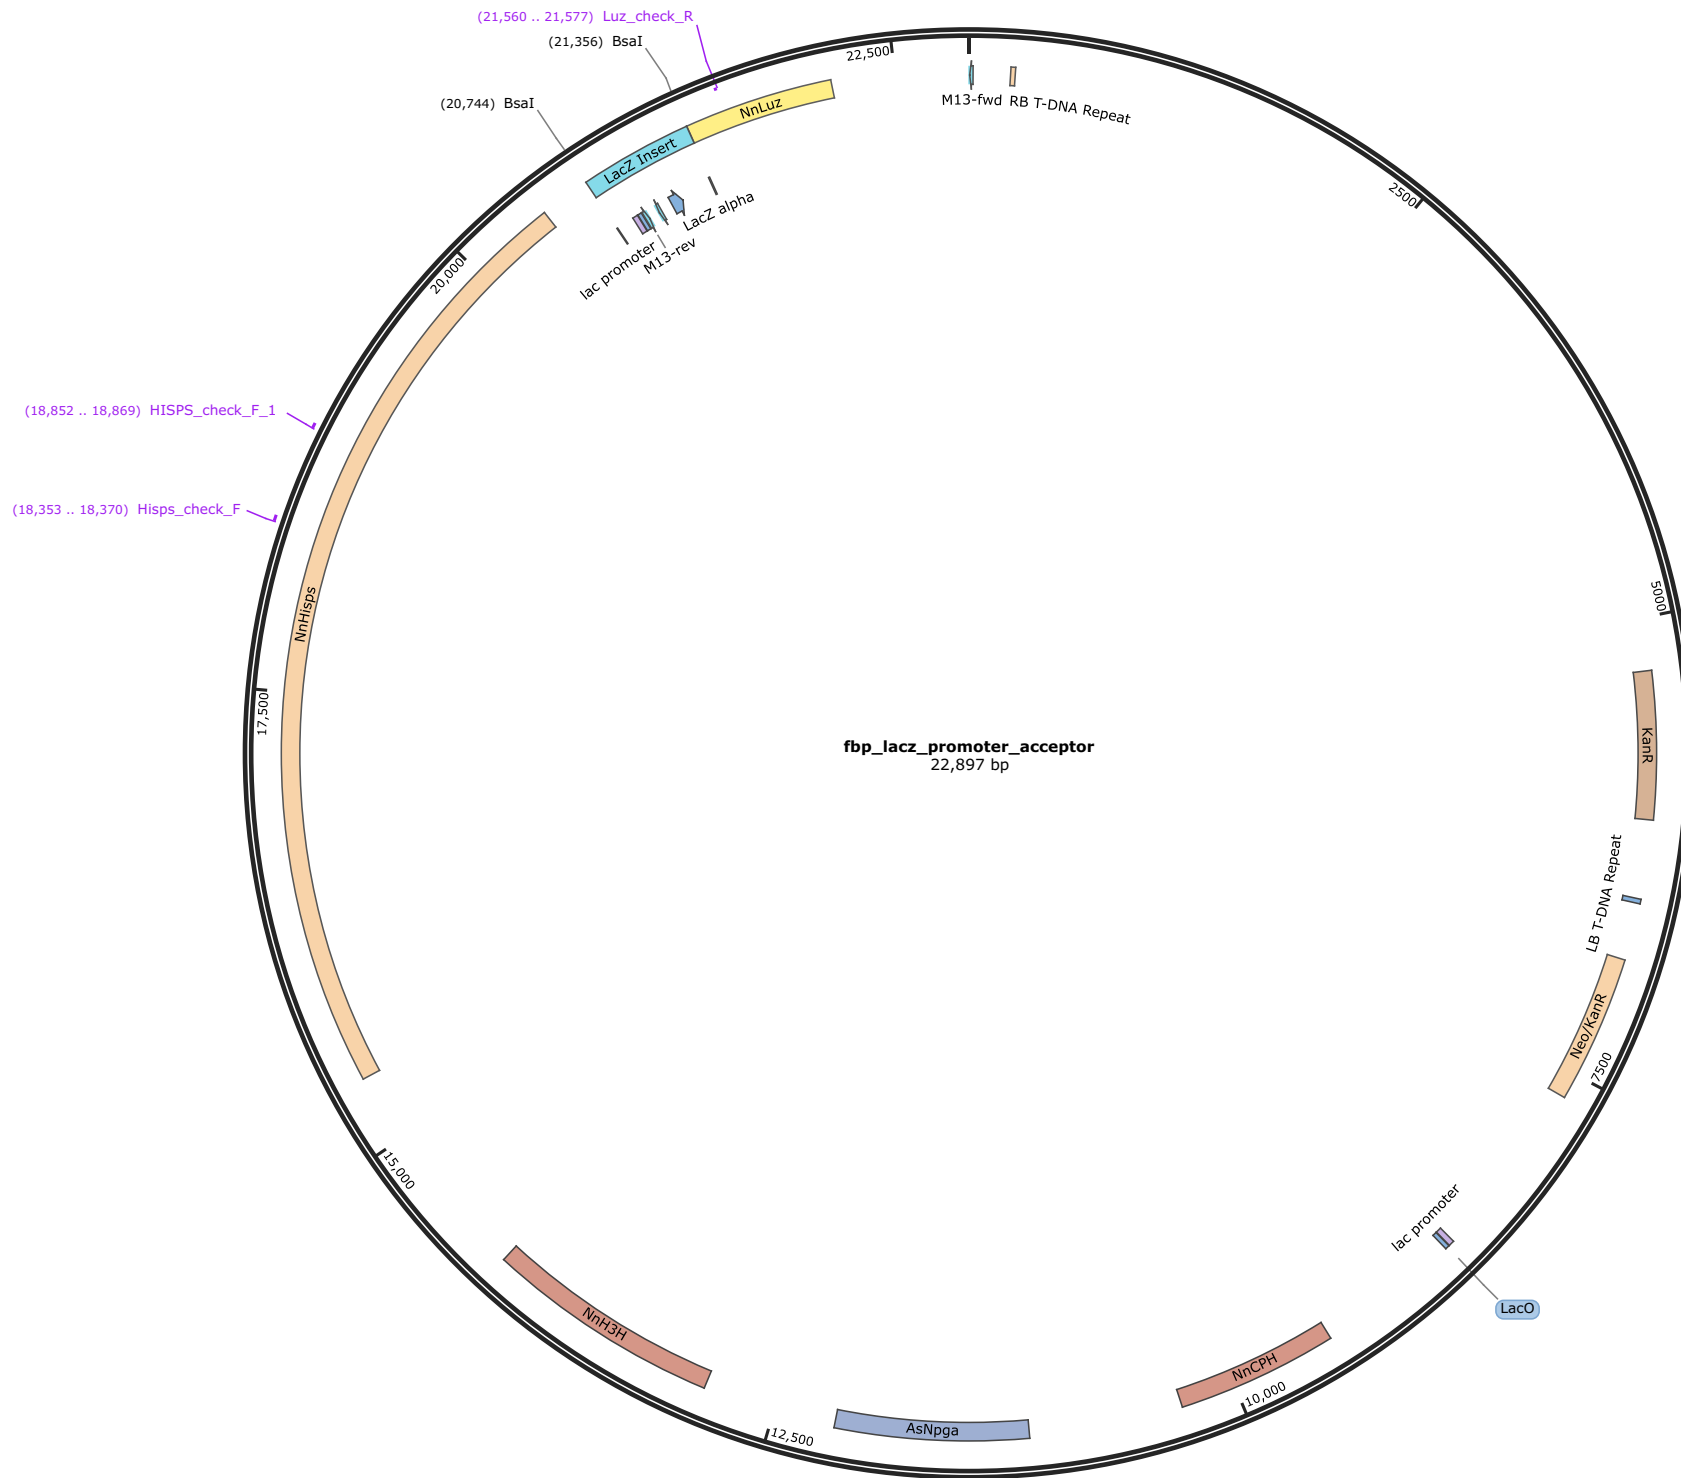 (21,560 .. 21,577) Luz_check_R
(21,356) BsaI
(20,744) BsaI
22,500
NnLuz
LacZ Insert
M13-fwd
RB T-DNA Repeat
LacZ alpha
lac promoter
M13-rev
2500
20,000
(18,852 .. 18,869) HISPS_check_F_1
(18,353 .. 18,370) Hisps_check_F
5000
NnHisps
17,500
KanR
fbp_lacz_promoter_acceptor
22,897 bp
LB T-DNA Repeat
Neo/KanR
7500
15,000
lac promoter
LacO
NnH3H
NnCPH
10,000
AsNpga
12,500